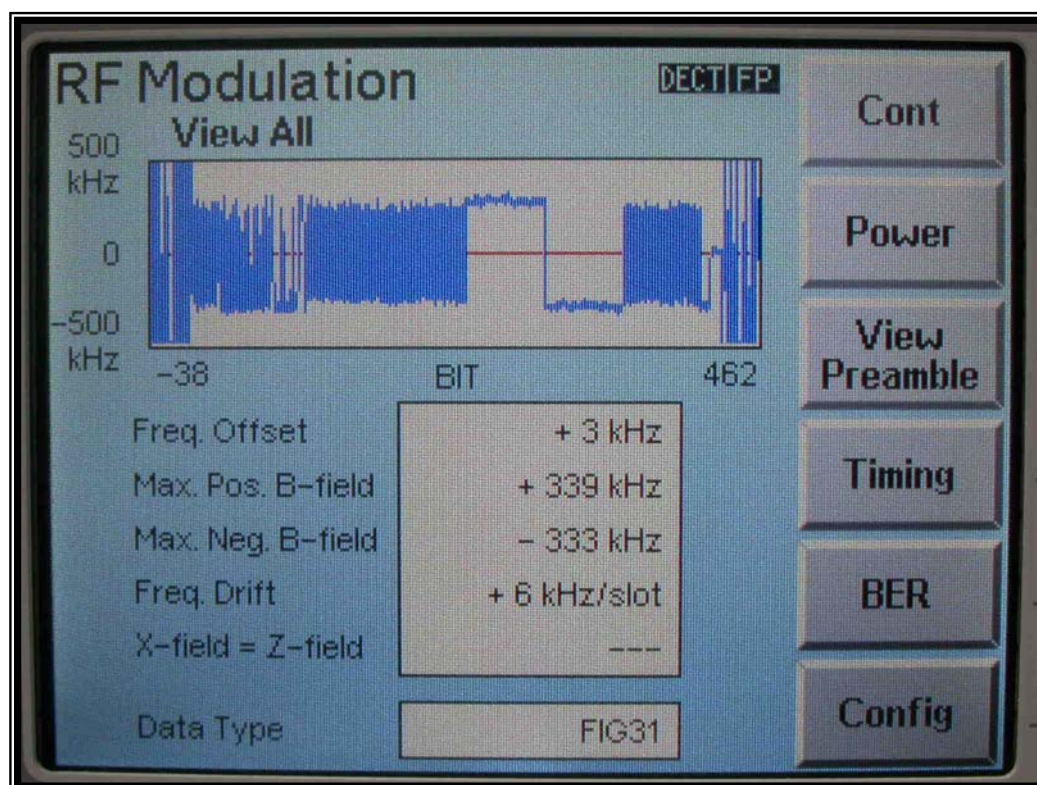 RF Modulation
DECT FP
View All
500
kHz
0
-500
kHz
-38
BIT
462
Freq. Offset + 3 kHz
Max. Pos. B-field + 339 kHz
Max. Neg. B-field - 333 kHz
Freq. Drift + 6 kHz/slot
X-field = Z-field ---
Data Type FIG31
Cont
Power
View
Preamble
Timing
BER
Config